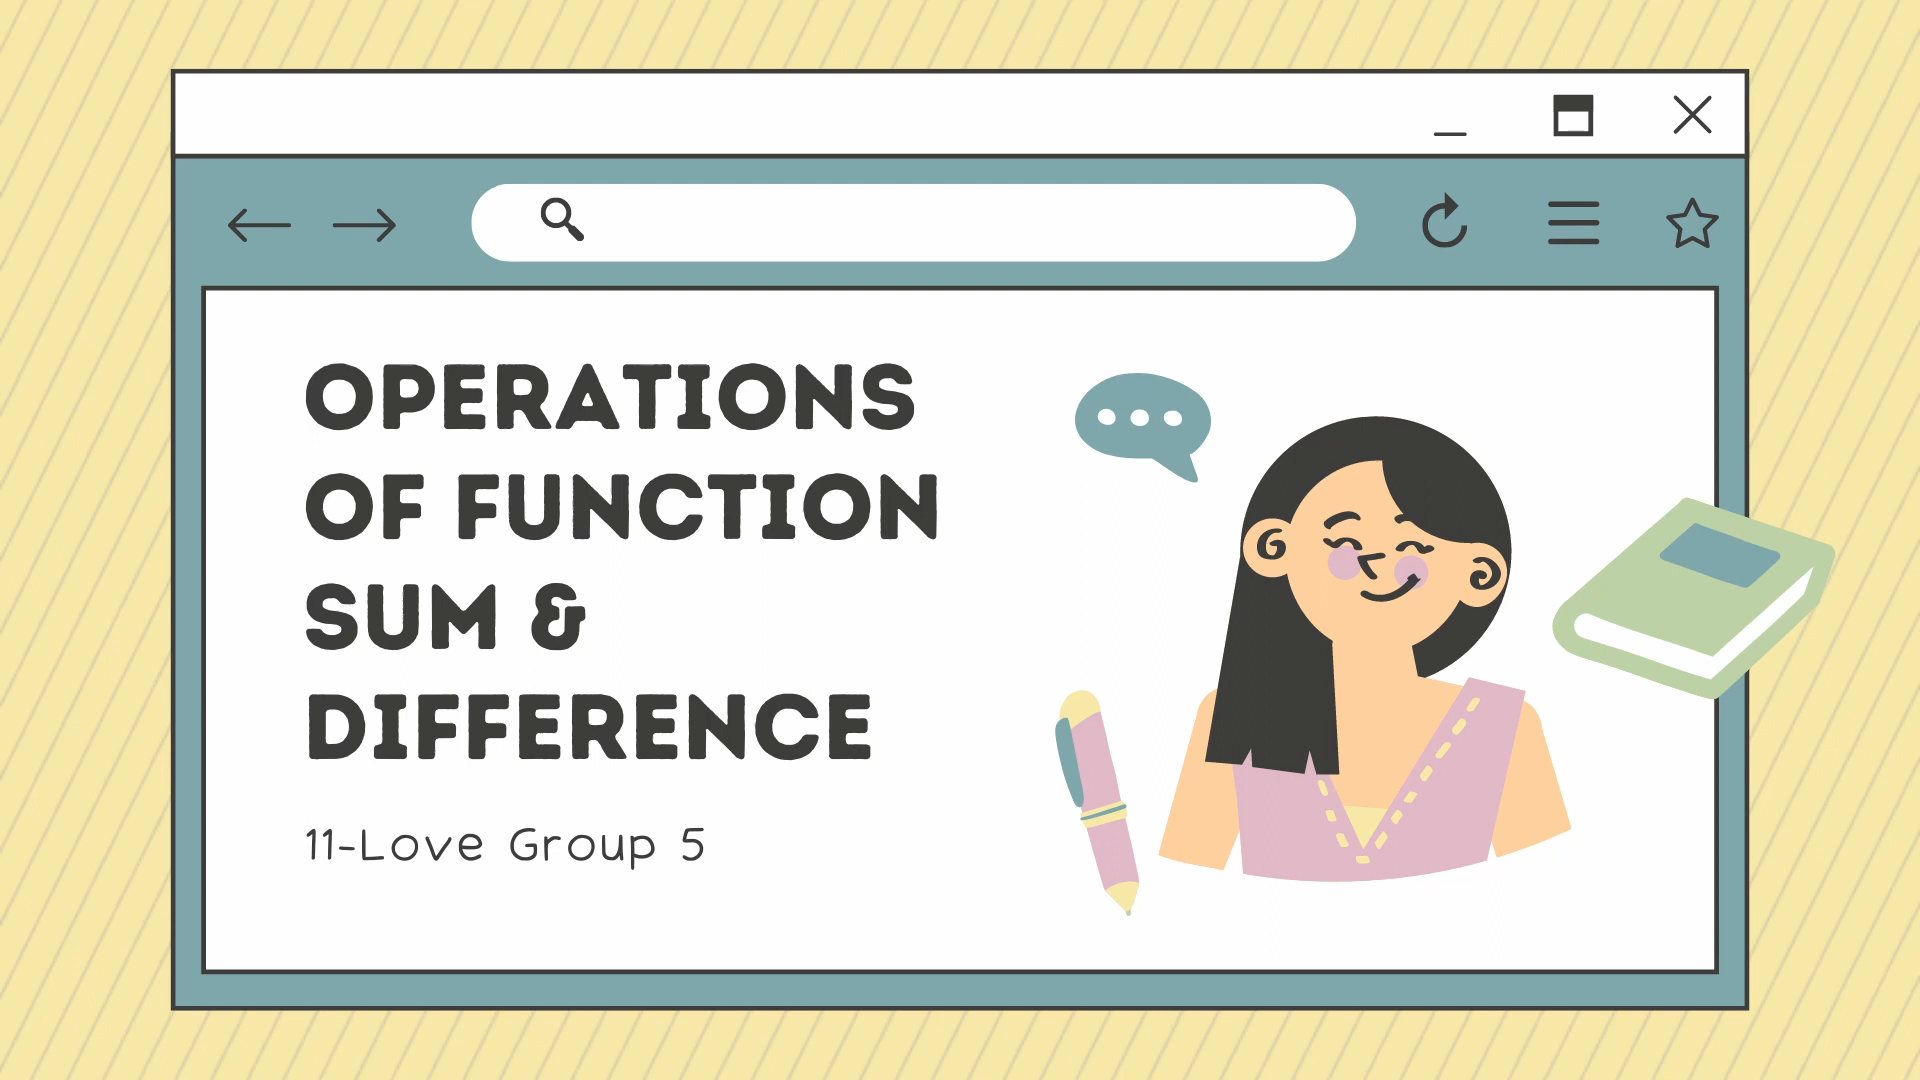 OPERATIONS
OF FUNCTION
SUM &
DIFFERENCE
11-Love Group 5